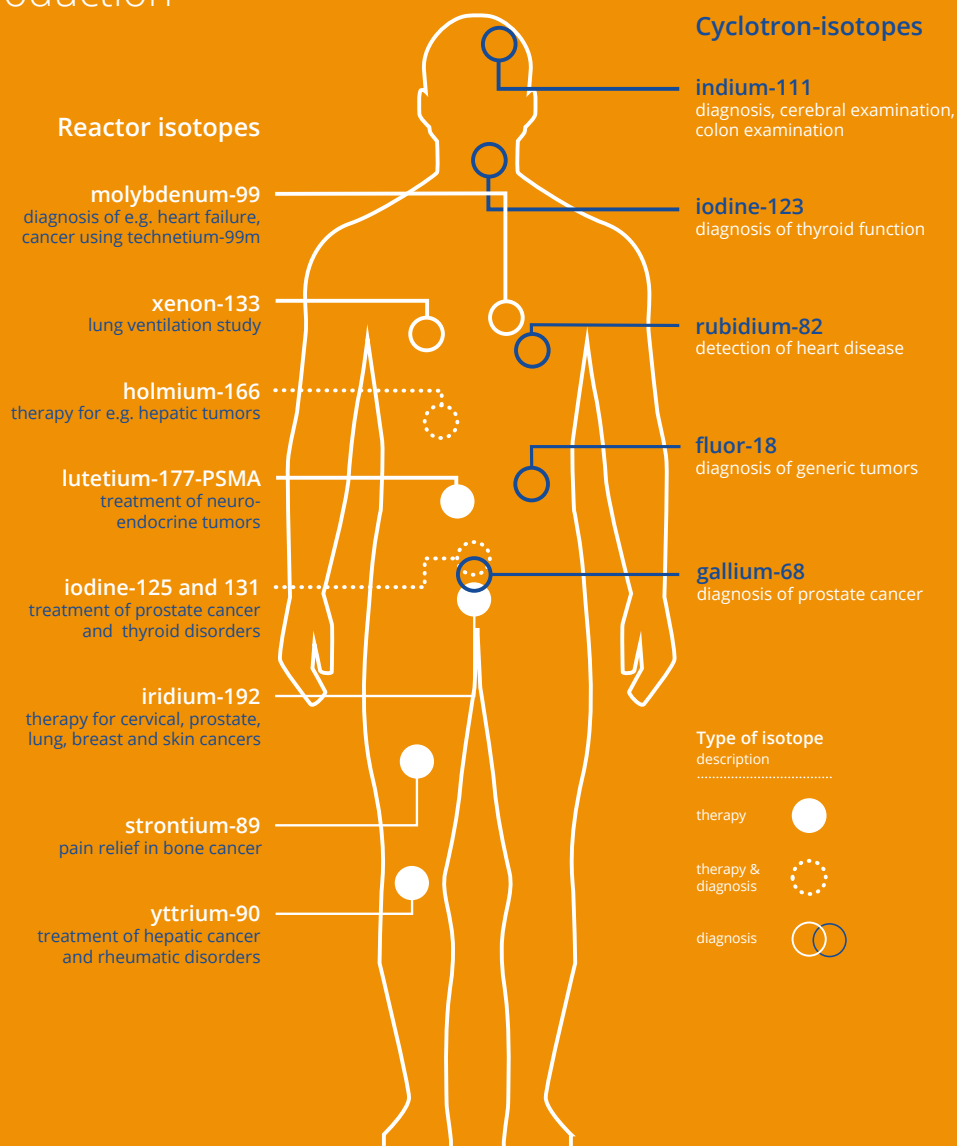 Reactor isotopes
molybdenum-99
diagnosis of e.g. heart failure,
cancer using technetium-99m
xenon-133
lung ventilation study
holmium-166
therapy for e.g. hepatic tumors
lutetium-177-PSMA
treatment of neuro-
endocrine tumors
iodine-125 and 131
treatment of prostate cancer
and thyroid disorders
iridium-192
therapy for cervical, prostate,
lung, breast and skin cancers
strontium-89
pain relief in bone cancer
yttrium-90
treatment of hepatic cancer
and rheumatic disorders
Cyclotron-isotopes
indium-111
diagnosis, cerebral examination,
colon examination
iodine-123
diagnosis of thyroid function
rubidium-82
detection of heart disease
fluor-18
diagnosis of generic tumors
gallium-68
diagnosis of prostate cancer
Type of isotope
description
therapy
therapy &
diagnosis
diagnosis